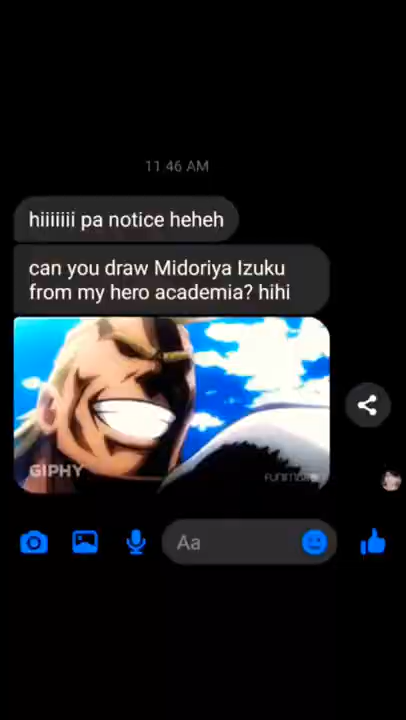 11:46 AM
hiiiiiii pa notice heheh
can you draw Midoriya Izuku
from my hero academia? hihi
GIPHY
FUNIMATION
Aa